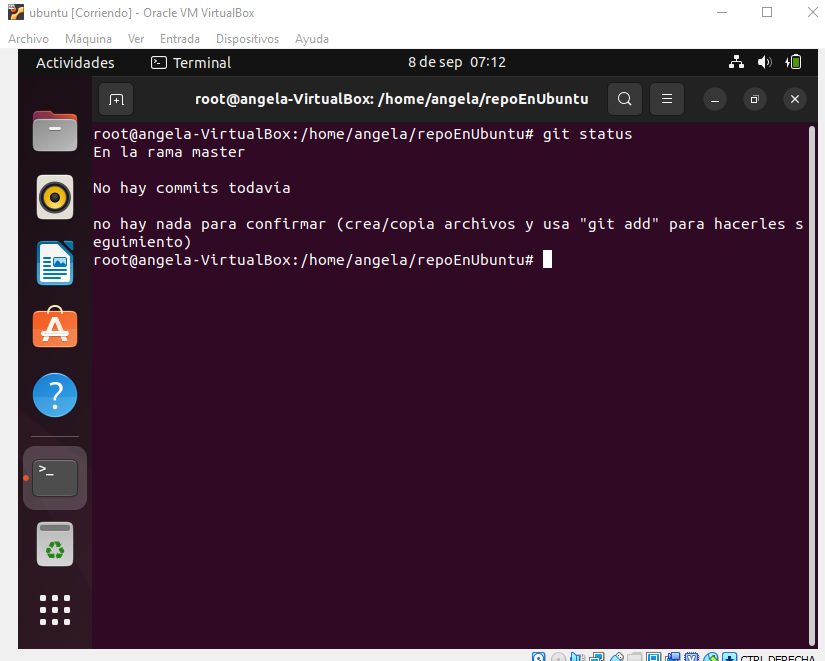 ubuntu [Corriendo] - Oracle VM VirtualBox
Archivo Máquina Ver Entrada Dispositivos Ayuda
Actividades Terminal 8 de sep 07:12
root@angela-VirtualBox: /home/angela/repoEnUbuntu
root@angela-VirtualBox:/home/angela/repoEnUbuntu# git status
En la rama master
No hay commits todavía
no hay nada para confirmar (crea/copia archivos y usa "git add" para hacerles s
eguimiento)
root@angela-VirtualBox:/home/angela/repoEnUbuntu#
CTRL DERECHA